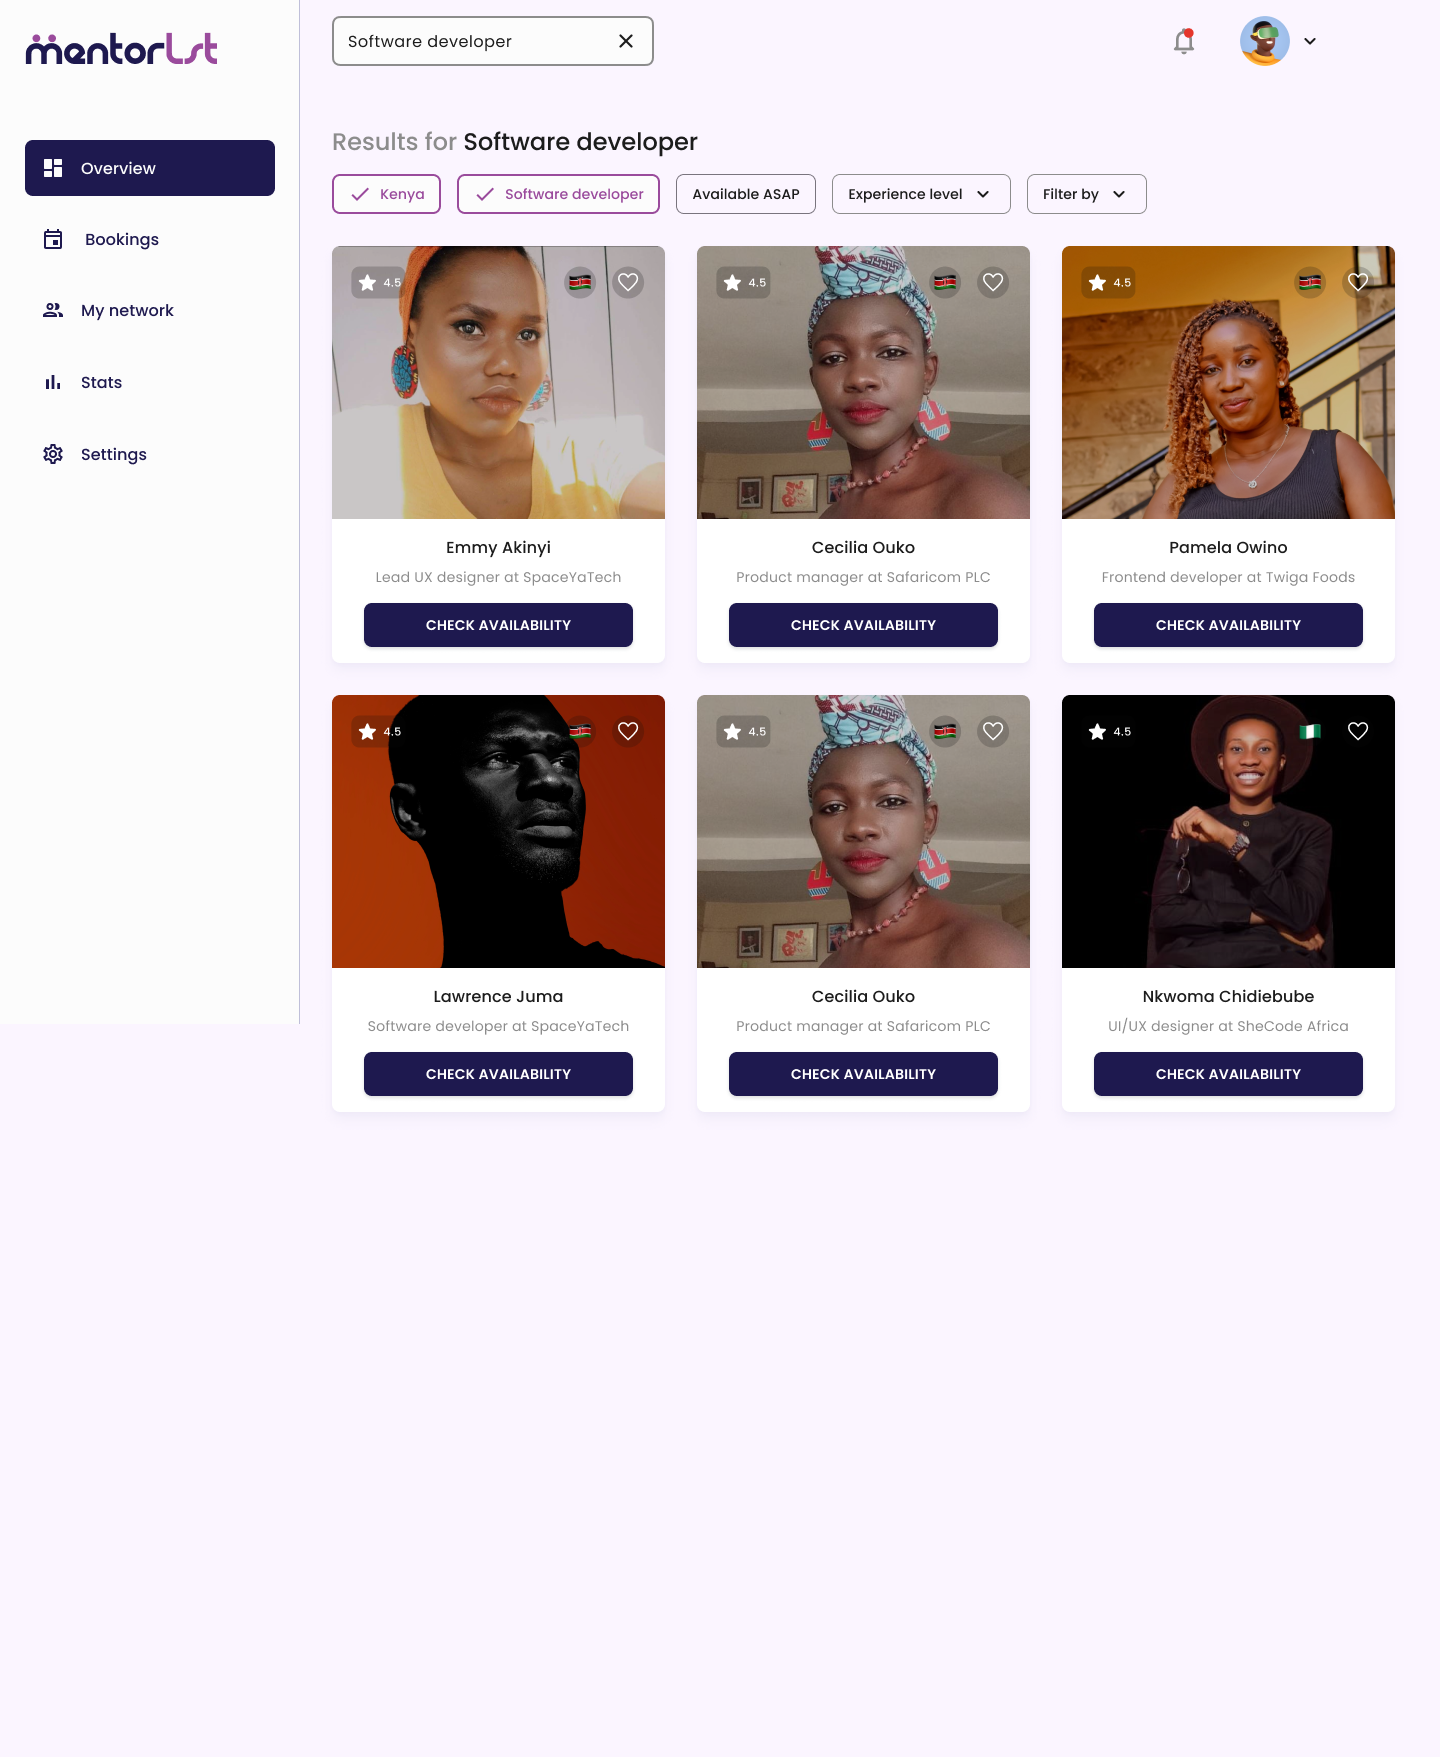 mentorLst
Software developer
Overview
Bookings
My network
Stats
Settings
Results for Software developer
Kenya
Software developer
Available ASAP
Experience level
Filter by
4.5
4.5
4.5
Emmy Akinyi
Lead UX designer at SpaceYaTech
CHECK AVAILABILITY
Cecilia Ouko
Product manager at Safaricom PLC
CHECK AVAILABILITY
Pamela Owino
Frontend developer at Twiga Foods
CHECK AVAILABILITY
4.5
4.5
4.5
Lawrence Juma
Software developer at SpaceYaTech
CHECK AVAILABILITY
Cecilia Ouko
Product manager at Safaricom PLC
CHECK AVAILABILITY
Nkwoma Chidiebube
UI/UX designer at SheCode Africa
CHECK AVAILABILITY